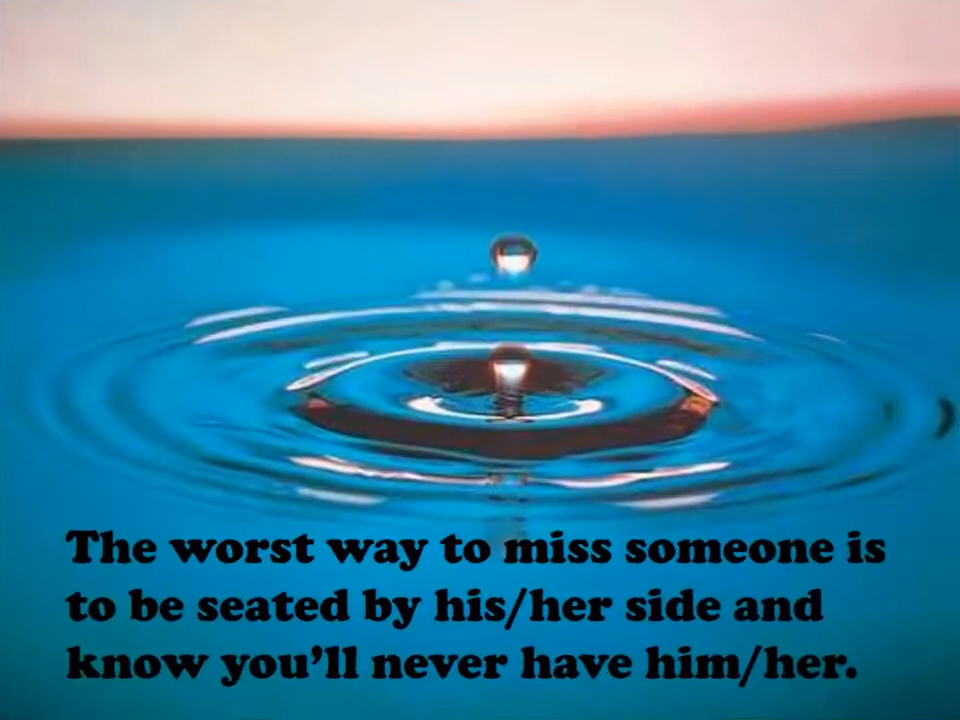 The worst way to miss someone is
to be seated by his/her side and
know you’ll never have him/her.